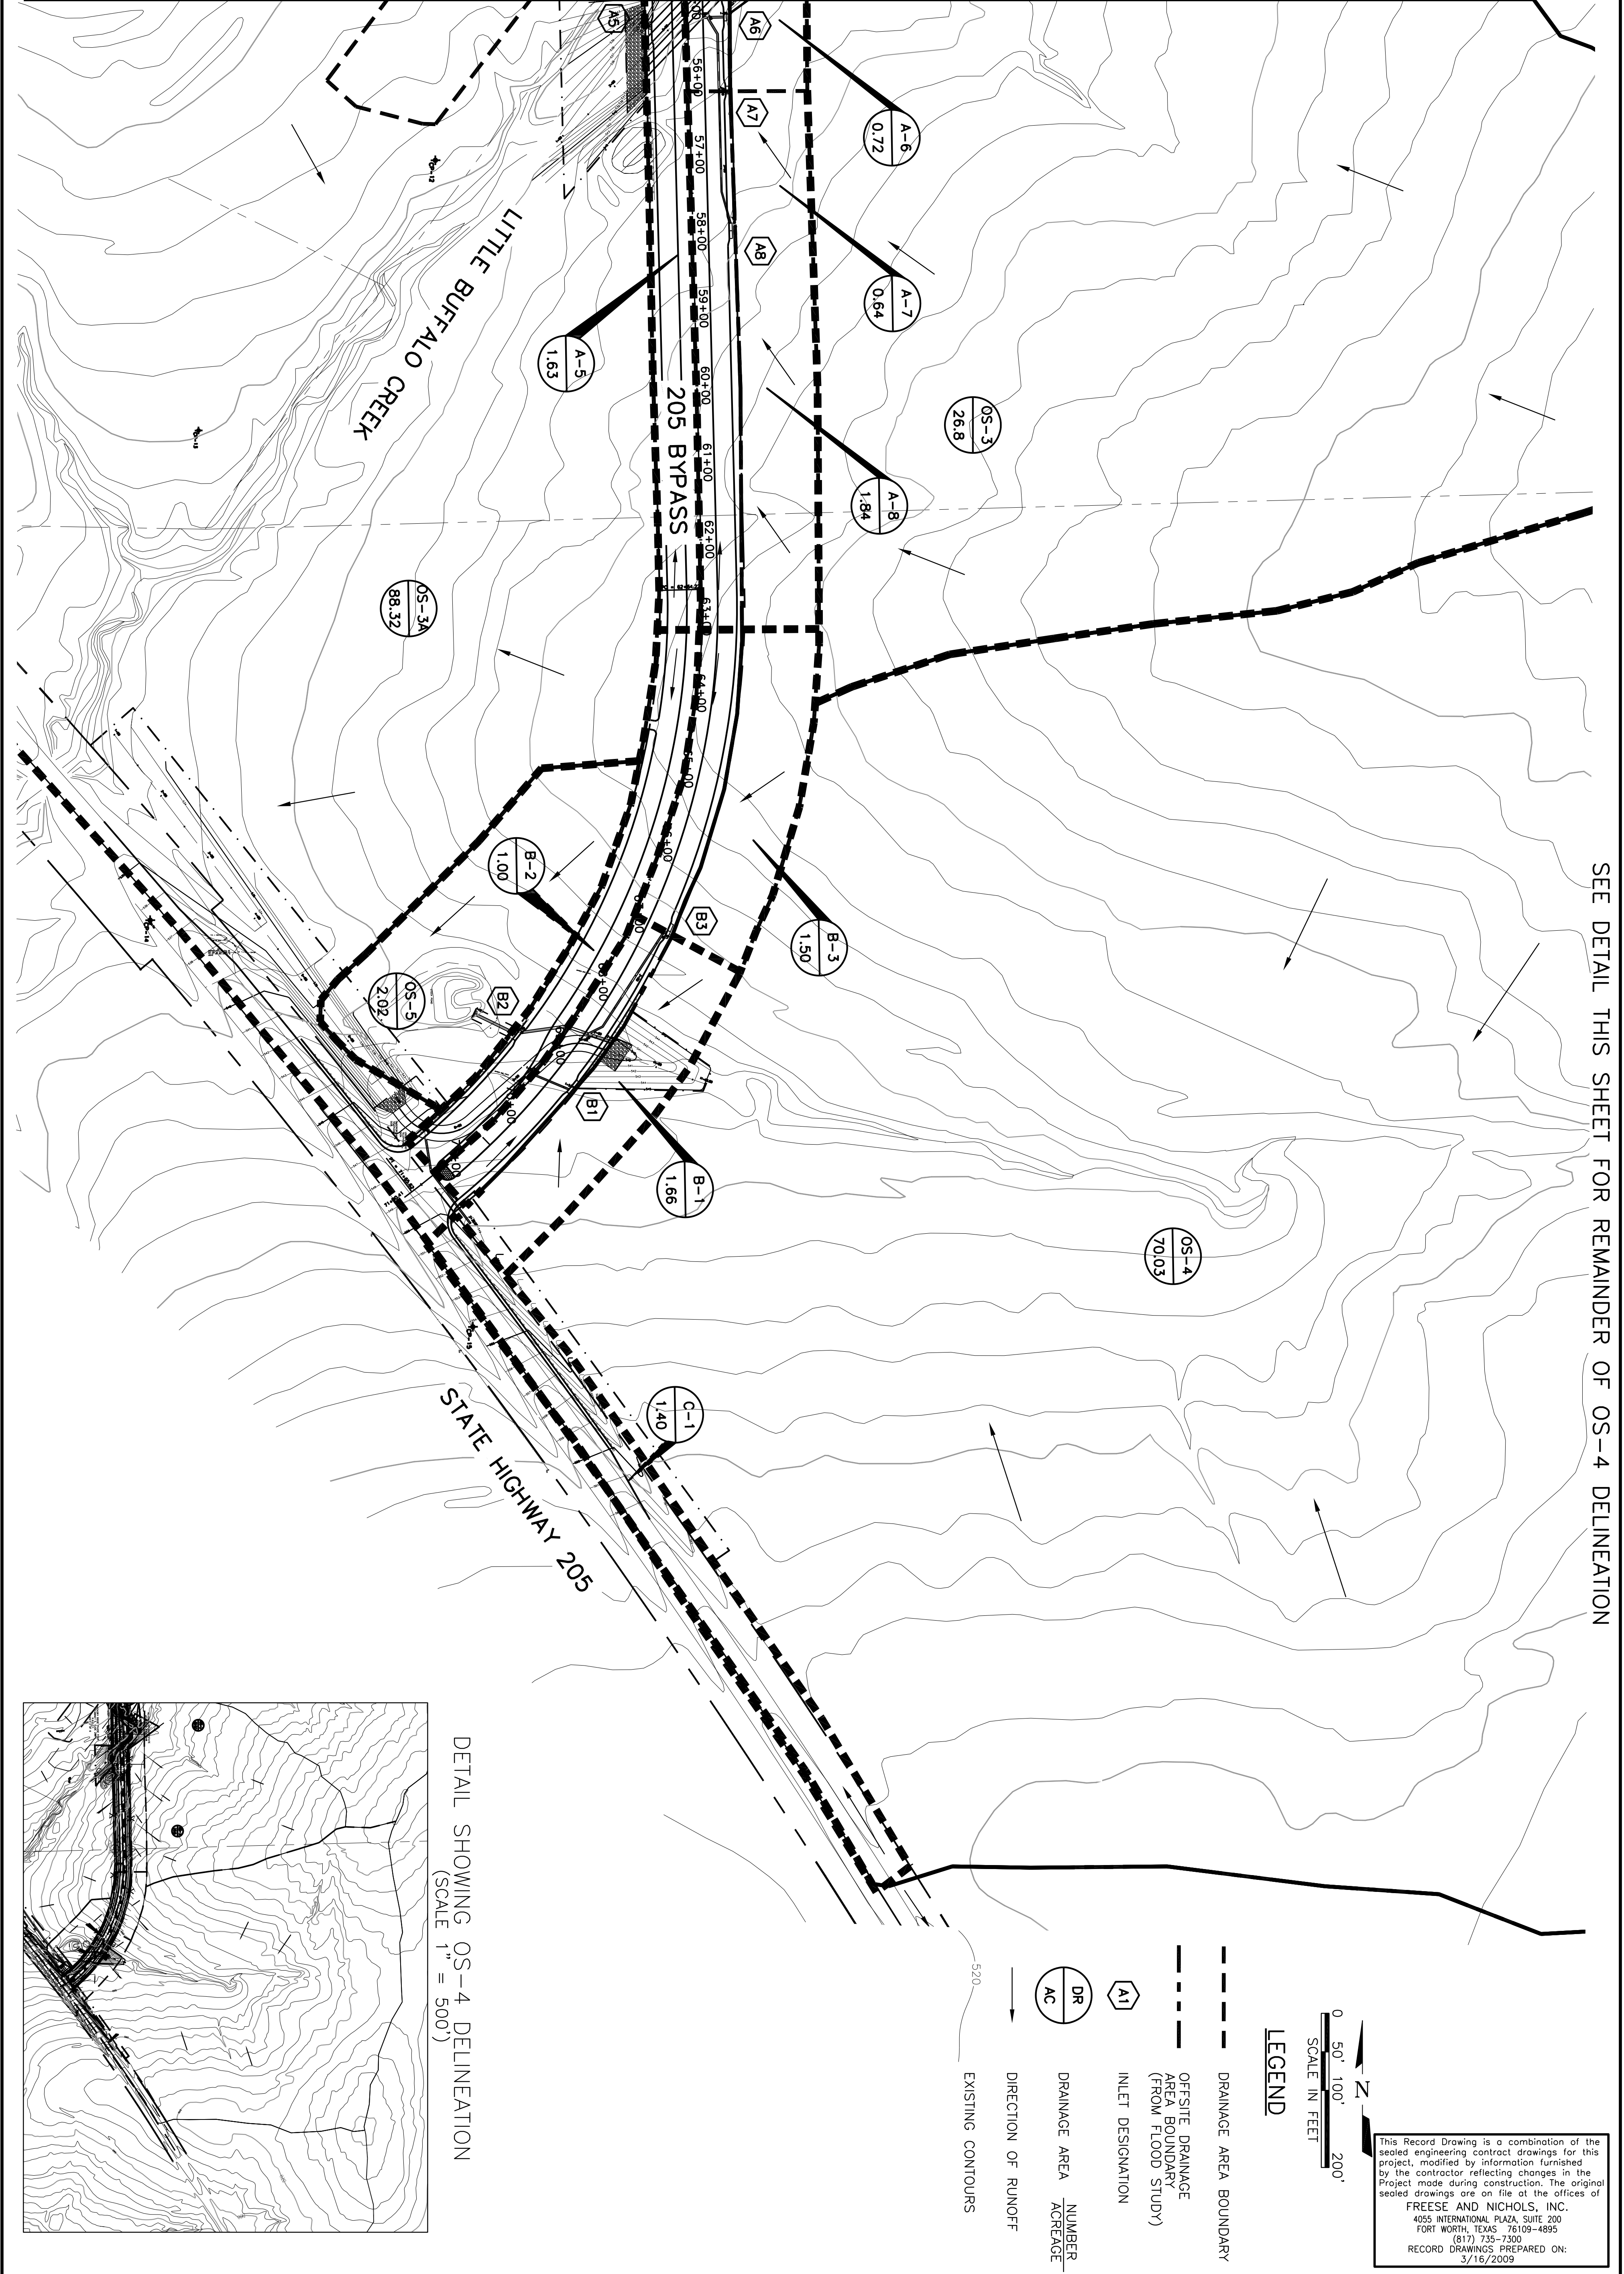 SEE DETAIL THIS SHEET FOR REMAINDER OF OS-4 DELINEATION
A5
A6
A7
A8
56+00
57+00
58+00
59+00
60+00
61+00
62+00
63+00
64+00
A-6
0.72
A-7
0.64
A-8
1.84
A-5
1.63
OS-3
26.8
OS-3A
88.32
205 BYPASS
LITTLE BUFFALO CREEK
B-2
1.00
B-3
1.50
B3
B2
B1
OS-5
2.02
B-1
1.66
OS-4
70.03
C-1
1.40
STATE HIGHWAY 205
DETAIL SHOWING OS-4 DELINEATION
(SCALE 1" = 500')
N
0 50' 100' 200'
SCALE IN FEET
LEGEND
DRAINAGE AREA BOUNDARY
OFFSITE DRAINAGE
AREA BOUNDARY
(FROM FLOOD STUDY)
A1
INLET DESIGNATION
DR
AC
DRAINAGE AREA NUMBER
ACREAGE
DIRECTION OF RUNOFF
520
EXISTING CONTOURS
This Record Drawing is a combination of the
sealed engineering contract drawings for this
project, modified by information furnished
by the contractor reflecting changes in the
Project made during construction. The original
sealed drawings are on file at the offices of
FREESE AND NICHOLS, INC.
4055 INTERNATIONAL PLAZA, SUITE 200
FORT WORTH, TEXAS 76109-4895
(817) 735-7300
RECORD DRAWINGS PREPARED ON:
3/16/2009